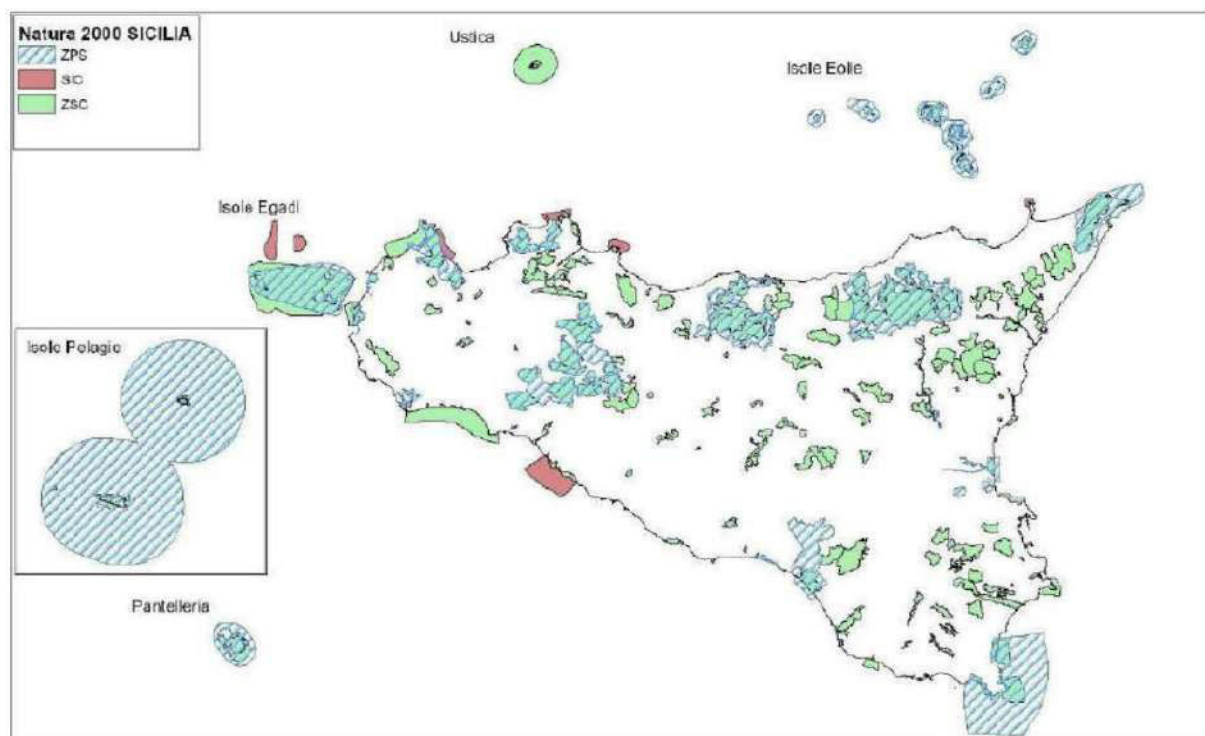 Natura 2000 SICILIA
ZPS
SIC
ZSC
Ustica
Isole Eolie
Isole Egadi
Isole Pelagie
Pantelleria